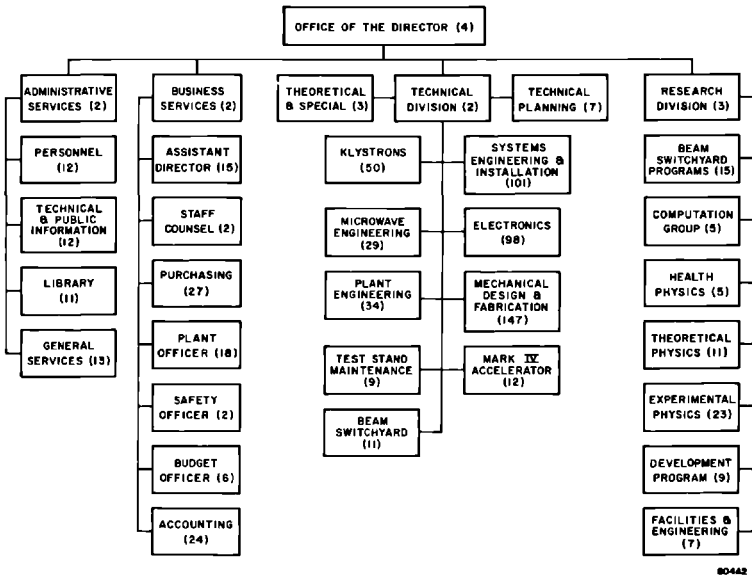 OFFICE OF THE DIRECTOR (4)
ADMINISTRATIVE
SERVICES (2)
BUSINESS
SERVICES (2)
THEORETICAL
& SPECIAL (3)
TECHNICAL
DIVISION (2)
TECHNICAL
PLANNING (7)
RESEARCH
DIVISION (3)
PERSONNEL
(12)
TECHNICAL
& PUBLIC
INFORMATION
(12)
LIBRARY
(11)
GENERAL
SERVICES (13)
ASSISTANT
DIRECTOR (15)
STAFF
COUNSEL (2)
PURCHASING
(27)
PLANT
OFFICER (18)
SAFETY
OFFICER (2)
BUDGET
OFFICER (6)
ACCOUNTING
(24)
KLYSTRONS
(50)
SYSTEMS
ENGINEERING &
INSTALLATION
(101)
MICROWAVE
ENGINEERING
(29)
ELECTRONICS
(98)
PLANT
ENGINEERING
(34)
MECHANICAL
DESIGN &
FABRICATION
(147)
TEST STAND
MAINTENANCE
(9)
MARK IV
ACCELERATOR
(12)
BEAM
SWITCHYARD
(11)
BEAM
SWITCHYARD
PROGRAMS (15)
COMPUTATION
GROUP (5)
HEALTH
PHYSICS (5)
THEORETICAL
PHYSICS (11)
EXPERIMENTAL
PHYSICS (23)
DEVELOPMENT
PROGRAM (9)
FACILITIES &
ENGINEERING
(7)
804A2